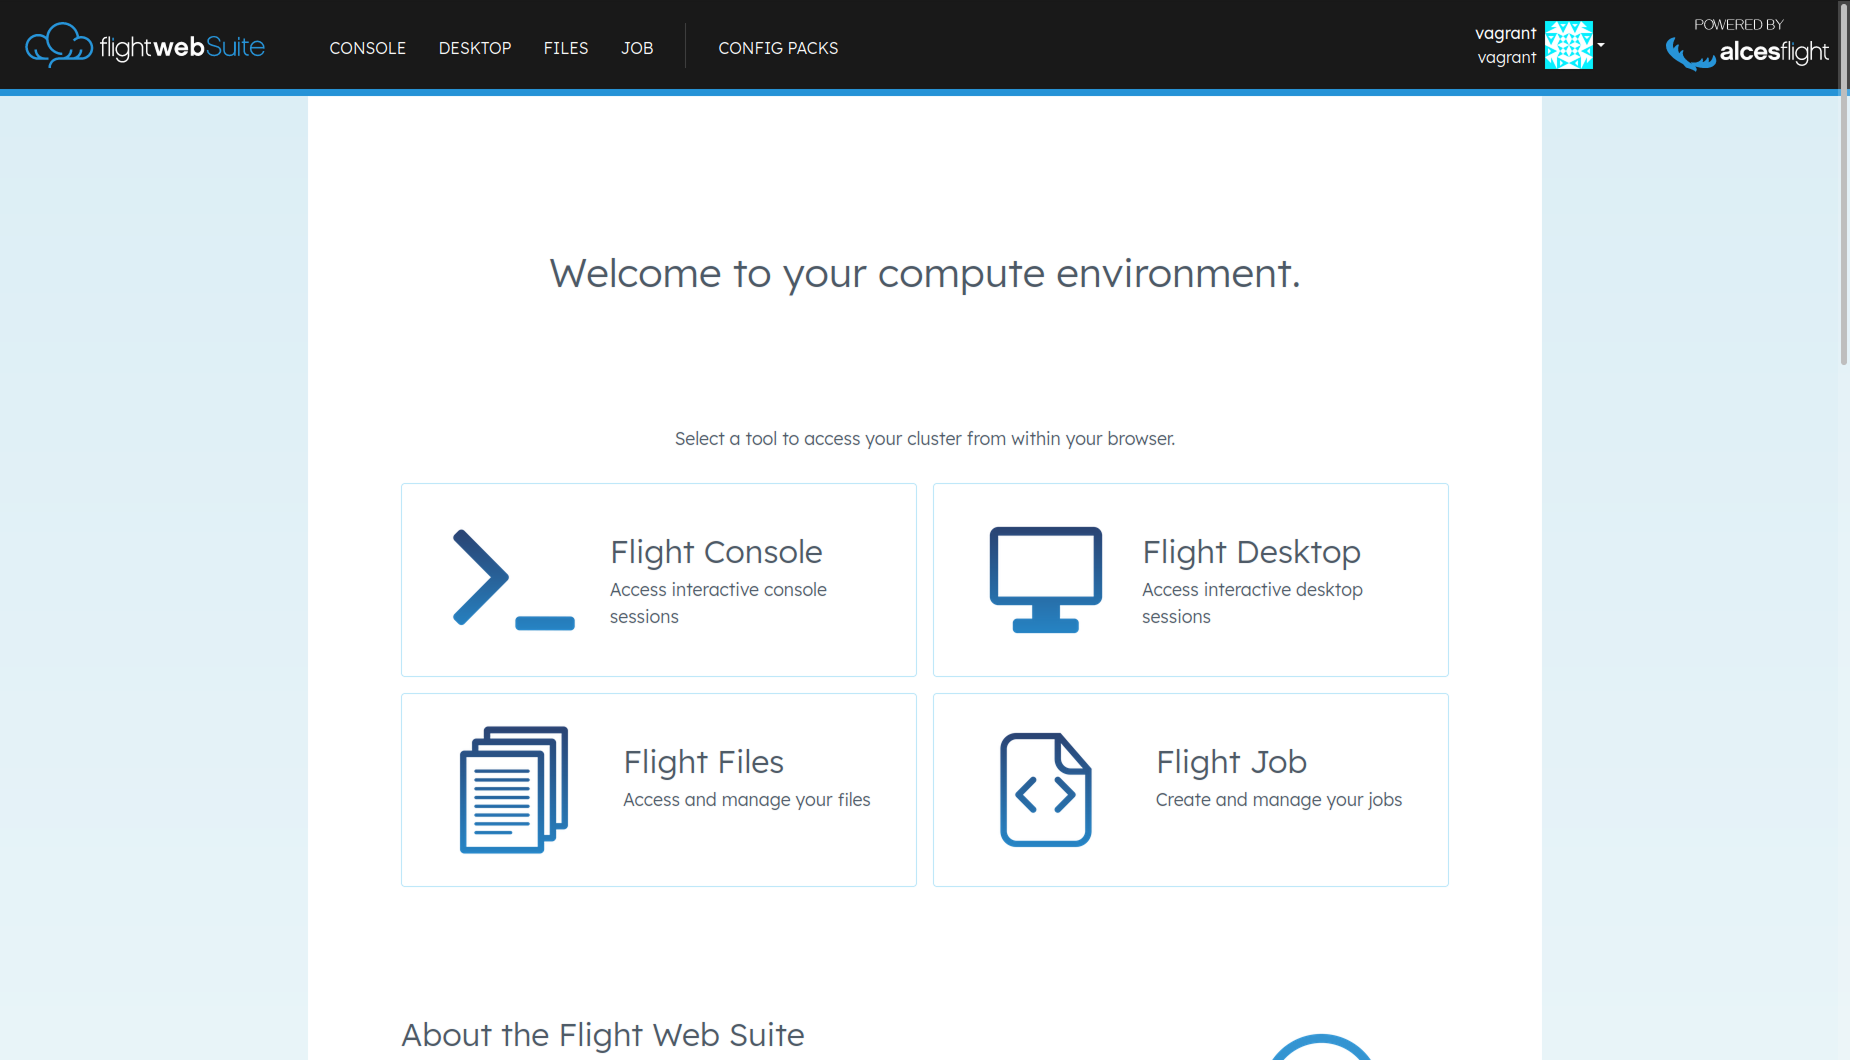 flightwebSuite
CONSOLE DESKTOP FILES JOB CONFIG PACKS
vagrant
vagrant
POWERED BY
alcesflight
Welcome to your compute environment.
Select a tool to access your cluster from within your browser.
Flight Console
Access interactive console
sessions
Flight Desktop
Access interactive desktop
sessions
Flight Files
Access and manage your files
Flight Job
Create and manage your jobs
About the Flight Web Suite